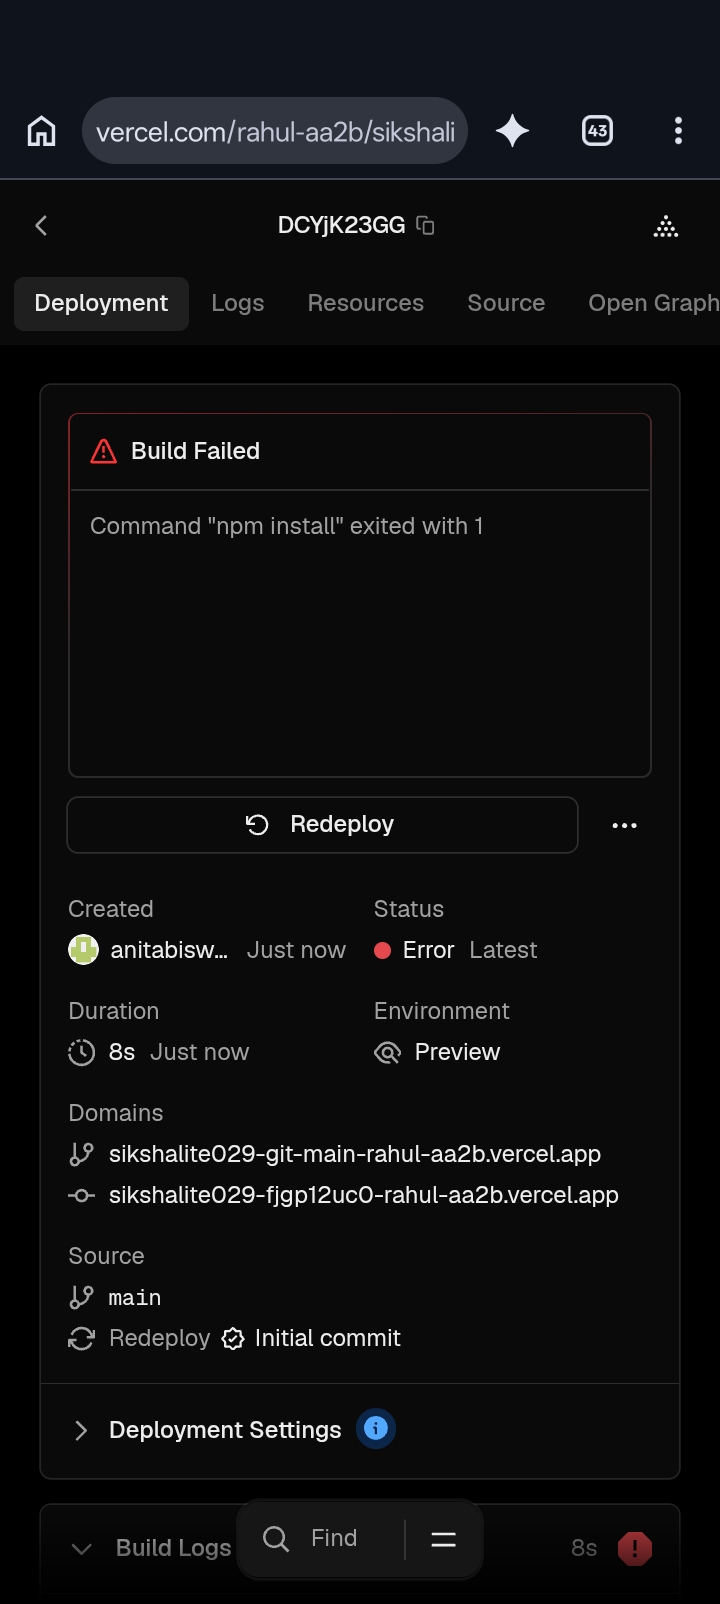 vercel.com/rahul-aa2b/sikshali
43
DCYjK23GG
Deployment Logs Resources Source Open Graph
Build Failed
Command "npm install" exited with 1
Redeploy
Created Status
anitabisw... Just now Error Latest
Duration Environment
8s Just now Preview
Domains
sikshalite029-git-main-rahul-aa2b.vercel.app
sikshalite029-fjgp12uc0-rahul-aa2b.vercel.app
Source
main
Redeploy Initial commit
Deployment Settings
Build Logs Find 8s